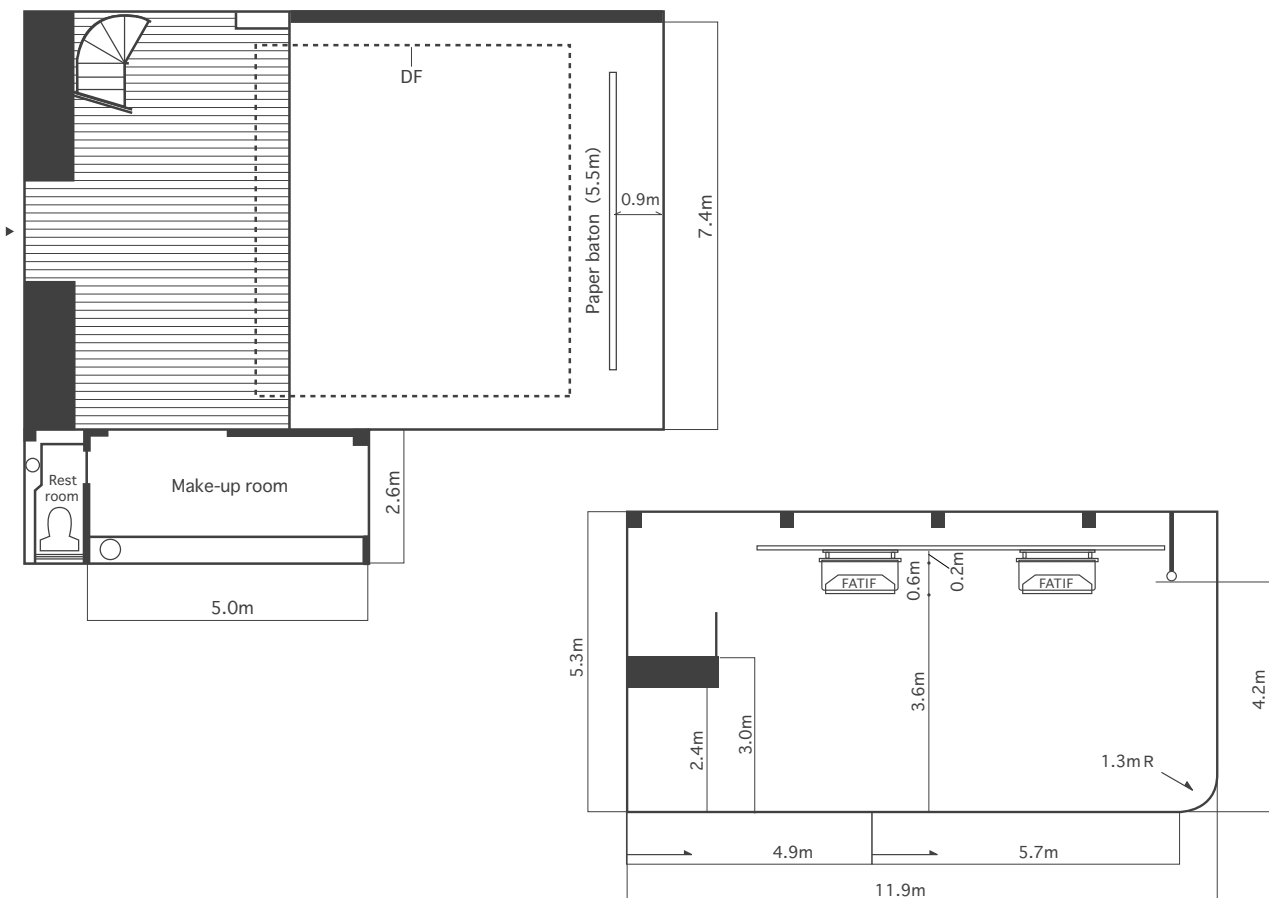 DF
Paper baton（5.5m）
0.9m
7.4m
Rest
room
Make-up room
2.6m
5.0m
FATIF
0.6m
0.2m
FATIF
5.3m
2.4m
3.0m
3.6m
4.2m
1.3m R
4.9m
5.7m
11.9m